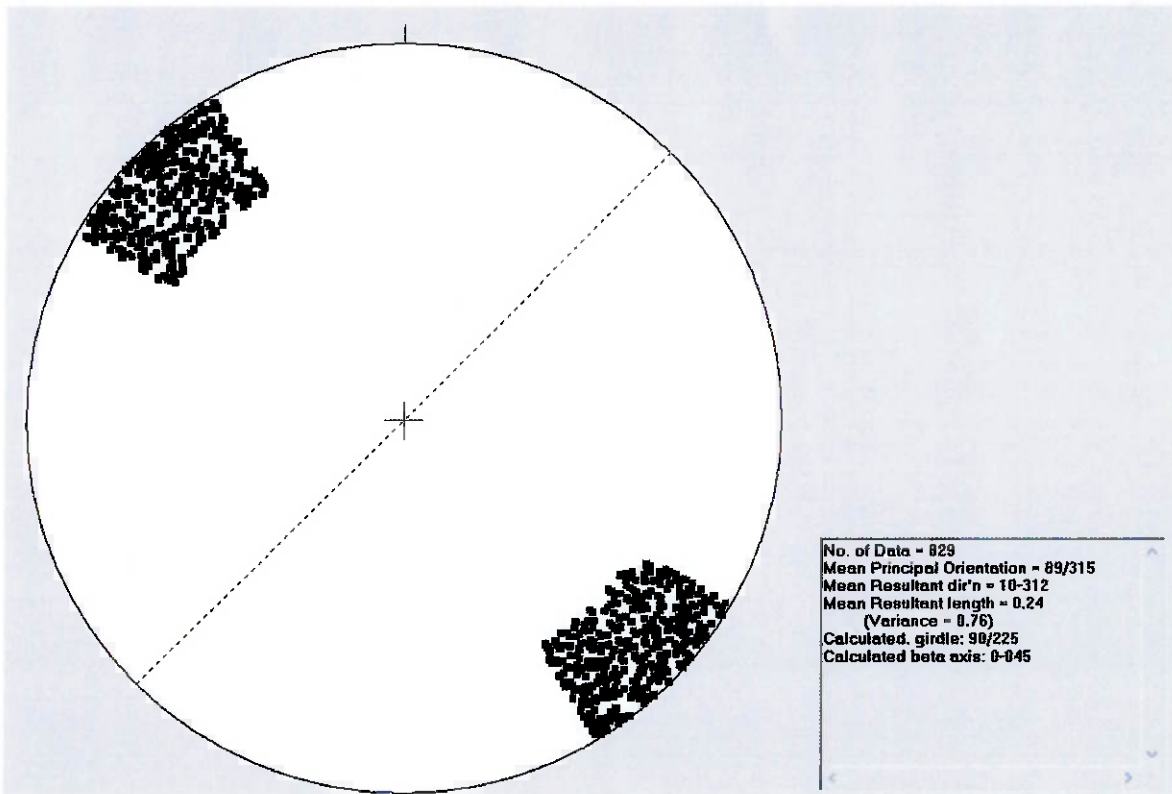 No. of Data = 829
Mean Principal Orientation = 89/315
Mean Resultant dir'n = 10-312
Mean Resultant length = 0.24
(Variance = 0.76)
Calculated. girdle: 90/225
Calculated beta axis: 0-045